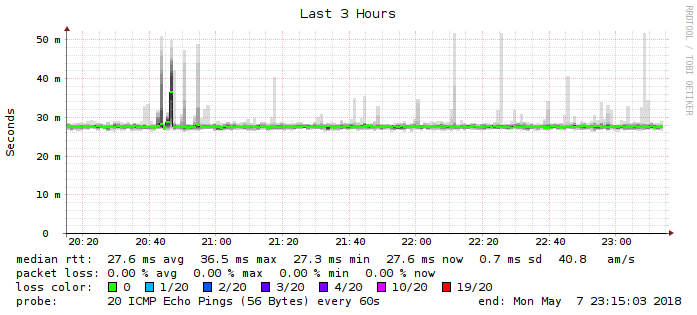 Last 3 Hours
RRDTOOL / TOBI OETIKER
Seconds
50 m
40 m
30 m
20 m
10 m
0
20:20 20:40 21:00 21:20 21:40 22:00 22:20 22:40 23:00
median rtt: 27.6 ms avg 36.5 ms max 27.3 ms min 27.6 ms now 0.7 ms sd 40.8 am/s
packet loss: 0.00 % avg 0.00 % max 0.00 % min 0.00 % now
loss color: 0 1/20 2/20 3/20 4/20 10/20 19/20
probe: 20 ICMP Echo Pings (56 Bytes) every 60s end: Mon May 7 23:15:03 2018